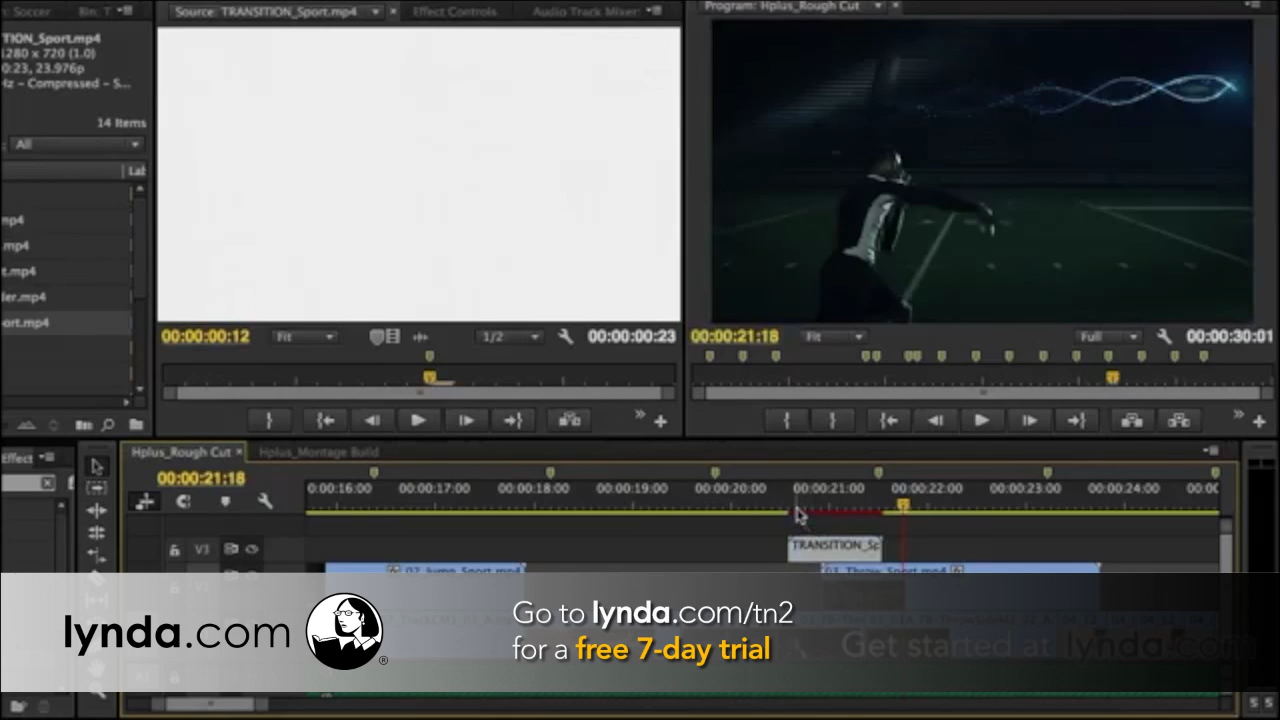 : Soccer
Bin: T
Source: TRANSITION_Sport.mp4
Effect Controls
Audio Track Mixer:
Program: Hplus_Rough Cut
TION_Sport.mp4
1280 x 720 (1.0)
0:23, 23.976p
Hz – Compressed – S...
14 Items
: All
Lab
mp4
.mp4
t.mp4
ler.mp4
ort.mp4
00:00:00:12
Fit
1/2
00:00:00:23
00:00:21:18
Fit
Full
00:00:30:01
Effect
Hplus_Rough Cut ×
Hplus_Montage Build
00:00:21:18
0:00:16:00
00:00:17:00
00:00:18:00
00:00:19:00
00:00:20:00
00:00:21:00
00:00:22:00
00:00:23:00
00:00:24:00
00:00
V3
TRANSITION_Sp
02_Jump_Sport.mp4
03_Throw_Sport.mp4
lynda.com
®
Go to lynda.com/tn2
for a free 7-day trial
Get started at lynda.com
S S